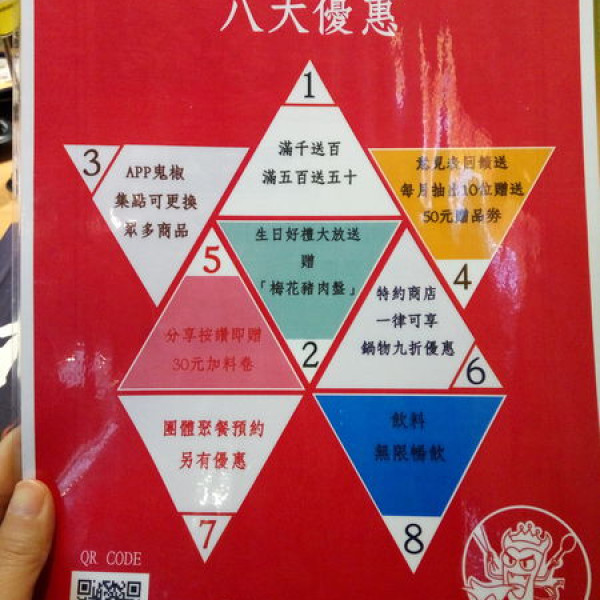 八大優惠
1
滿千送百
滿五百送五十
3
APP鬼椒
集點可更換
眾多商品
意見表回饋送
每月抽出10位贈送
50元贈品券
4
生日好禮大放送
贈
「梅花豬肉盤」
2
5
分享按讚即贈
30元加料卷
特約商店
一律可享
鍋物九折優惠
6
團體聚餐預約
另有優惠
7
飲料
無限暢飲
8
QR CODE